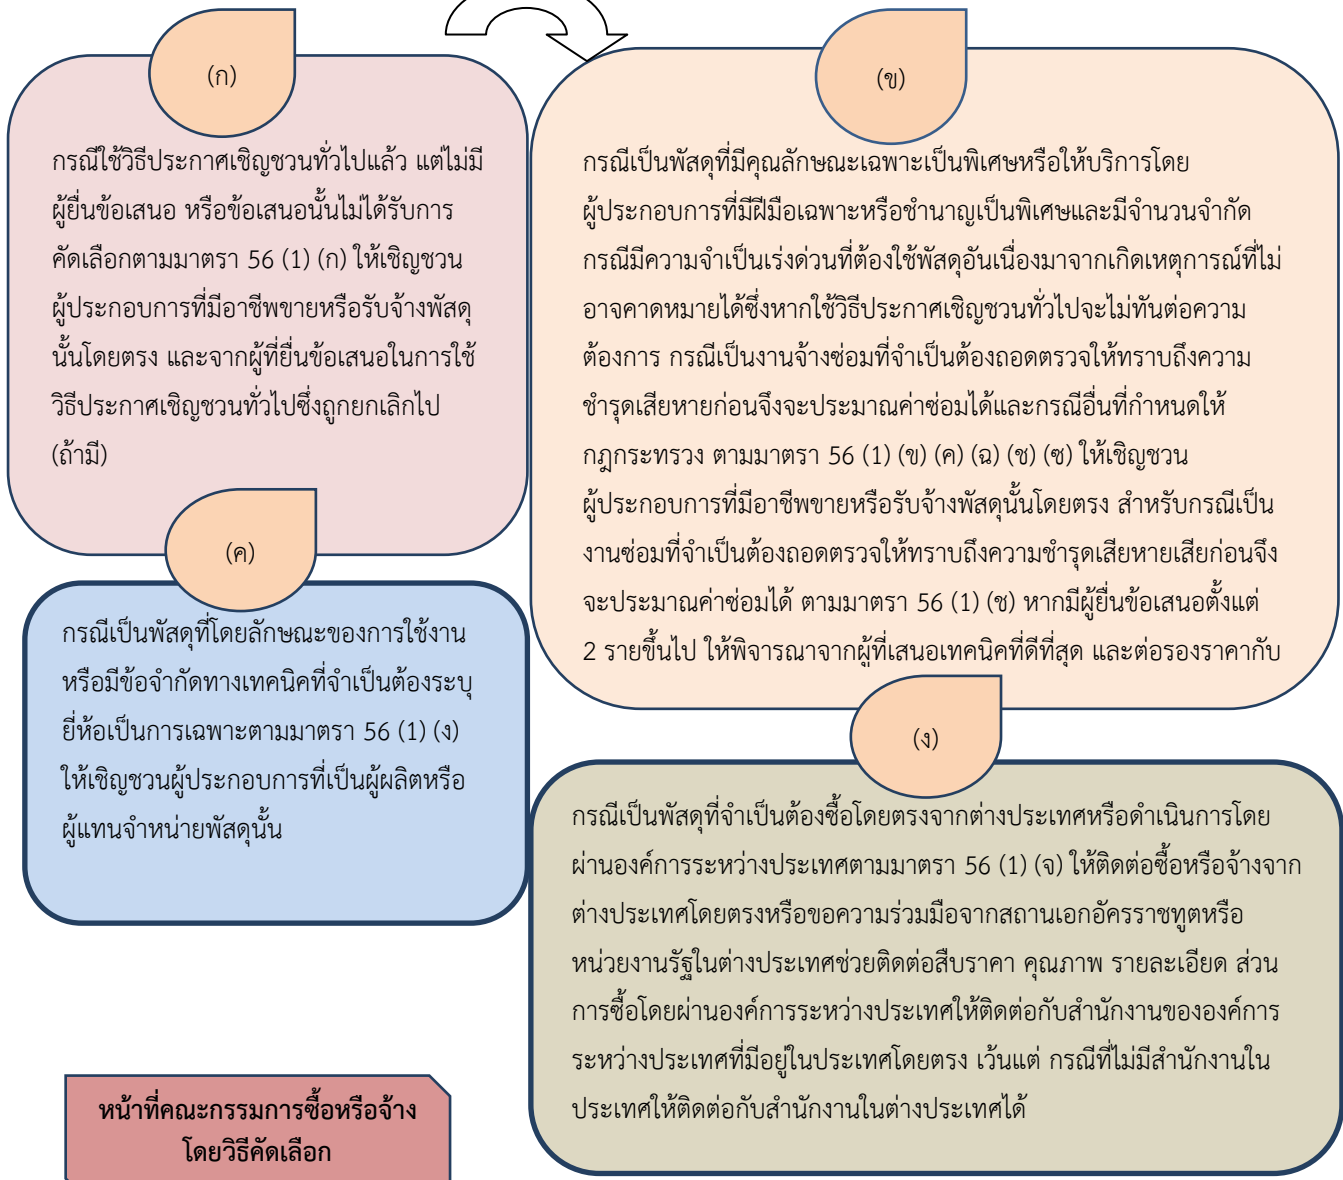 (ก)
กรณีใช้วิธีประกาศเชิญชวนทั่วไปแล้ว แต่ไม่มี
ผู้ยื่นข้อเสนอ หรือข้อเสนอนั้นไม่ได้รับการ
คัดเลือกตามมาตรา 56 (1) (ก) ให้เชิญชวน
ผู้ประกอบการที่มีอาชีพขายหรือรับจ้างพัสดุ
นั้นโดยตรง และจากผู้ที่ยื่นข้อเสนอในการใช้
วิธีประกาศเชิญชวนทั่วไปซึ่งถูกยกเลิกไป
(ถ้ามี)
(ข)
กรณีเป็นพัสดุที่มีคุณลักษณะเฉพาะเป็นพิเศษหรือให้บริการโดย
ผู้ประกอบการที่มีฝีมือเฉพาะหรือชำนาญเป็นพิเศษและมีจำนวนจำกัด
กรณีมีความจำเป็นเร่งด่วนที่ต้องใช้พัสดุอันเนื่องมาจากเกิดเหตุการณ์ที่ไม่
อาจคาดหมายได้ซึ่งหากใช้วิธีประกาศเชิญชวนทั่วไปจะไม่ทันต่อความ
ต้องการ กรณีเป็นงานจ้างซ่อมที่จำเป็นต้องถอดตรวจให้ทราบถึงความ
ชำรุดเสียหายก่อนจึงจะประมาณค่าซ่อมได้และกรณีอื่นที่กำหนดให้
กฎกระทรวง ตามมาตรา 56 (1) (ข) (ค) (ฉ) (ช) (ซ) ให้เชิญชวน
ผู้ประกอบการที่มีอาชีพขายหรือรับจ้างพัสดุนั้นโดยตรง สำหรับกรณีเป็น
งานซ่อมที่จำเป็นต้องถอดตรวจให้ทราบถึงความชำรุดเสียหายเสียก่อนจึง
จะประมาณค่าซ่อมได้ ตามมาตรา 56 (1) (ช) หากมีผู้ยื่นข้อเสนอตั้งแต่
2 รายขึ้นไป ให้พิจารณาจากผู้ที่เสนอเทคนิคที่ดีที่สุด และต่อรองราคากับ
(ค)
กรณีเป็นพัสดุที่โดยลักษณะของการใช้งาน
หรือมีข้อจำกัดทางเทคนิคที่จำเป็นต้องระบุ
ยี่ห้อเป็นการเฉพาะตามมาตรา 56 (1) (ง)
ให้เชิญชวนผู้ประกอบการที่เป็นผู้ผลิตหรือ
ผู้แทนจำหน่ายพัสดุนั้น
(ง)
กรณีเป็นพัสดุที่จำเป็นต้องซื้อโดยตรงจากต่างประเทศหรือดำเนินการโดย
ผ่านองค์การระหว่างประเทศตามมาตรา 56 (1) (จ) ให้ติดต่อซื้อหรือจ้างจาก
ต่างประเทศโดยตรงหรือขอความร่วมมือจากสถานเอกอัครราชทูตหรือ
หน่วยงานรัฐในต่างประเทศช่วยติดต่อสืบราคา คุณภาพ รายละเอียด ส่วน
การซื้อโดยผ่านองค์การระหว่างประเทศให้ติดต่อกับสำนักงานขององค์การ
ระหว่างประเทศที่มีอยู่ในประเทศโดยตรง เว้นแต่ กรณีที่ไม่มีสำนักงานใน
ประเทศให้ติดต่อกับสำนักงานในต่างประเทศได้
หน้าที่คณะกรรมการซื้อหรือจ้าง
โดยวิธีคัดเลือก